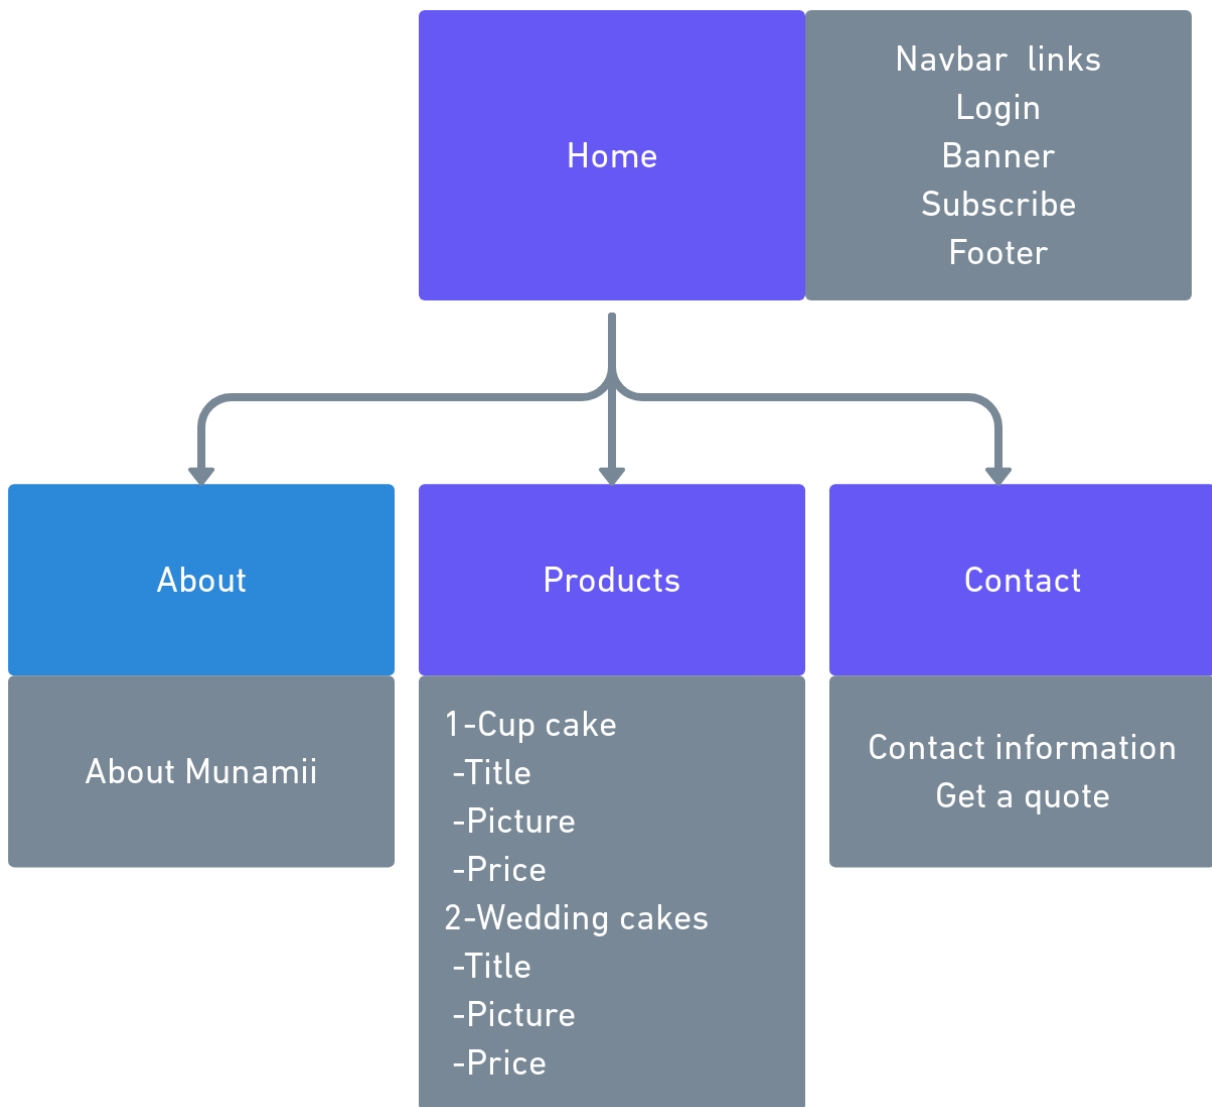 Home
Navbar  links
Login
Banner
Subscribe
Footer
About
About Munamii
Products
1-Cup cake
-Title
-Picture
-Price
2-Wedding cakes
-Title
-Picture
-Price
Contact
Contact information
Get a quote